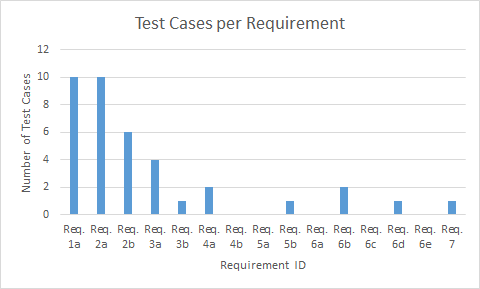 Test Cases per Requirement
12
10
8
6
4
2
0
Number of Test Cases
Req. Req. Req. Req. Req. Req. Req. Req. Req. Req. Req. Req. Req. Req. Req.
1a 2a 2b 3a 3b 4a 4b 5a 5b 6a 6b 6c 6d 6e 7
Requirement ID